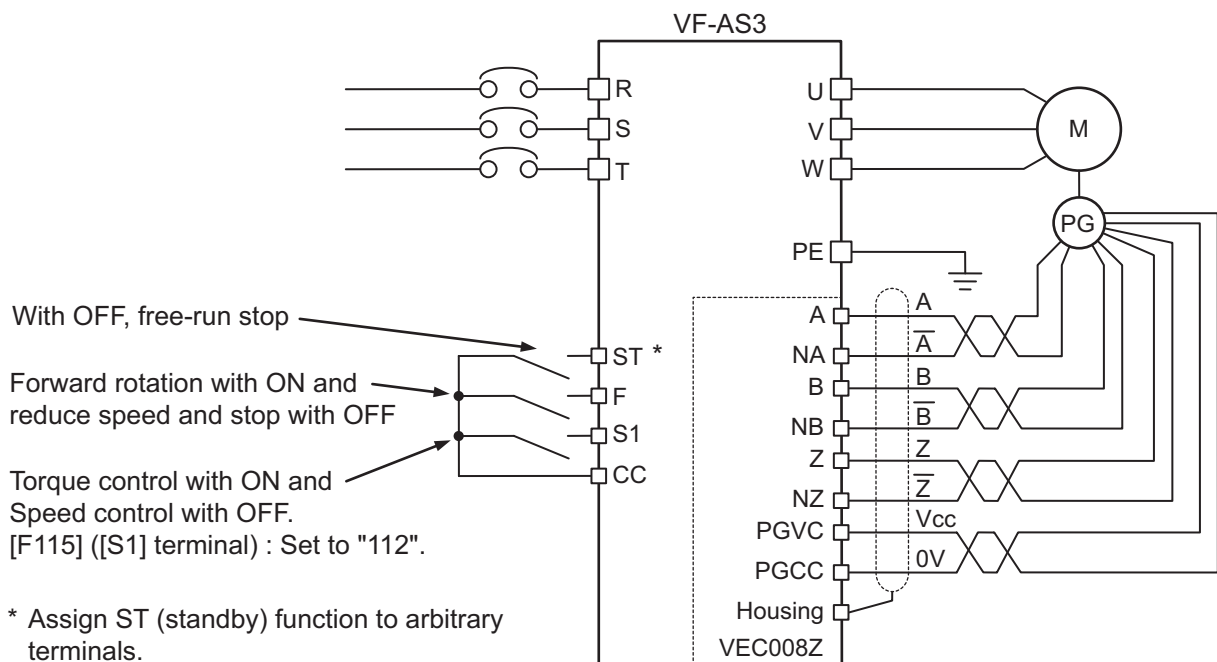 VF-AS3
R
S
T
U
V
W
M
PG
PE
With OFF, free-run stop
ST *
Forward rotation with ON and
reduce speed and stop with OFF
F
S1
CC
Torque control with ON and
Speed control with OFF.
[F115] ([S1] terminal) : Set to "112".
* Assign ST (standby) function to arbitrary
terminals.
A A
NA A̅
B B
NB B̅
Z Z
NZ Z̅
PGVC Vcc
PGCC 0V
Housing
VEC008Z